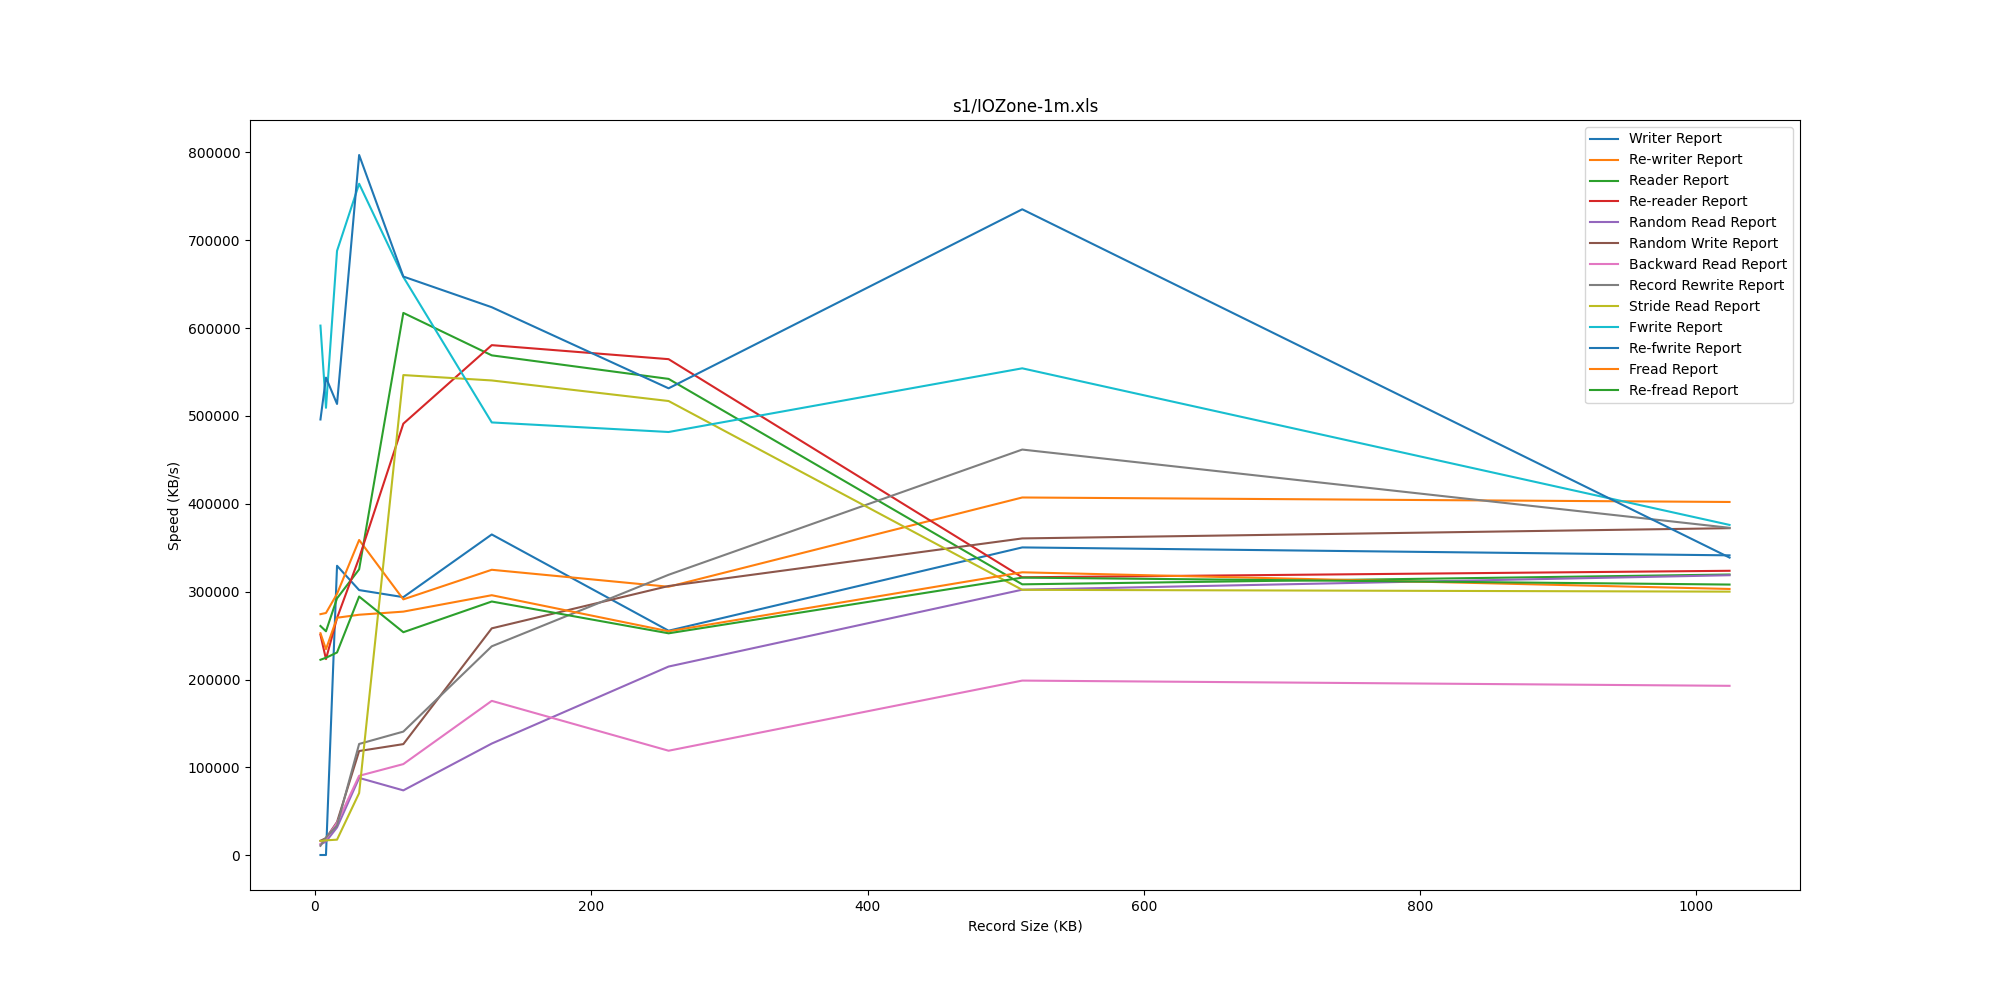 s1/IOZone-1m.xls
Writer Report
Re-writer Report
Reader Report
Re-reader Report
Random Read Report
Random Write Report
Backward Read Report
Record Rewrite Report
Stride Read Report
Fwrite Report
Re-fwrite Report
Fread Report
Re-fread Report
Speed (KB/s)
800000
700000
600000
500000
400000
300000
200000
100000
0
0 200 400 600 800 1000
Record Size (KB)